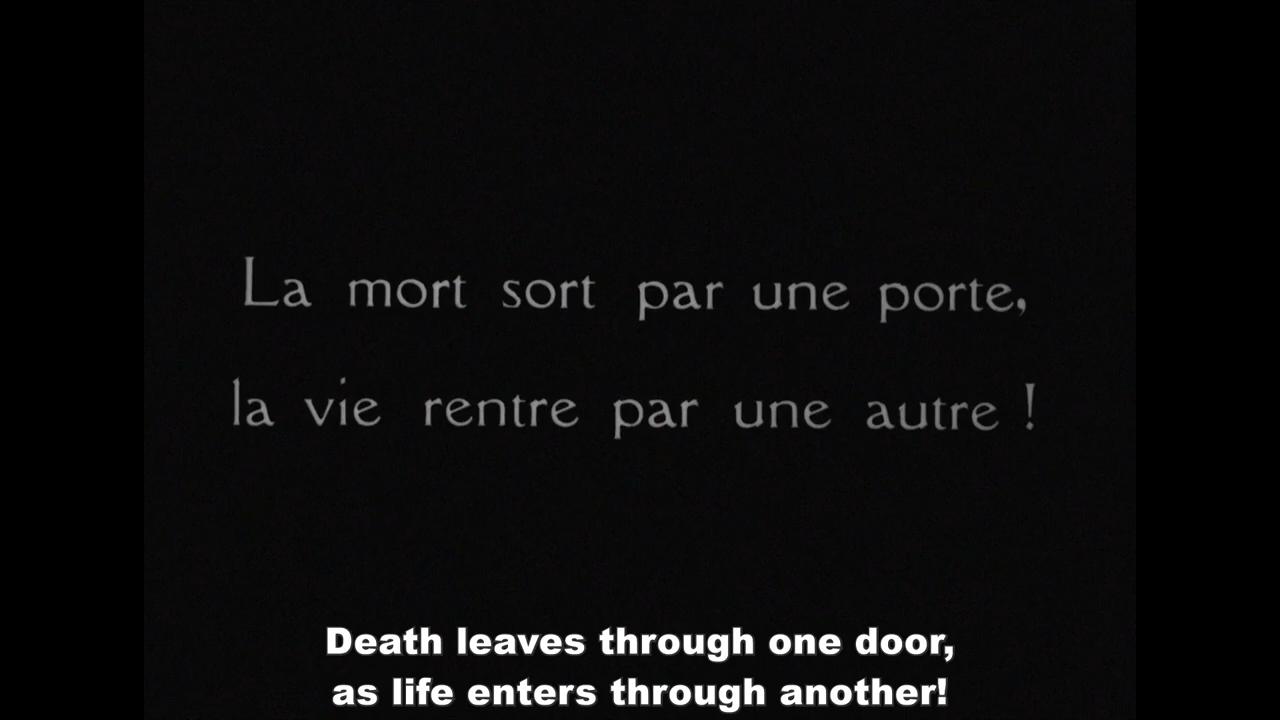 La mort sort par une porte,
la vie rentre par une autre !
Death leaves through one door,
as life enters through another!